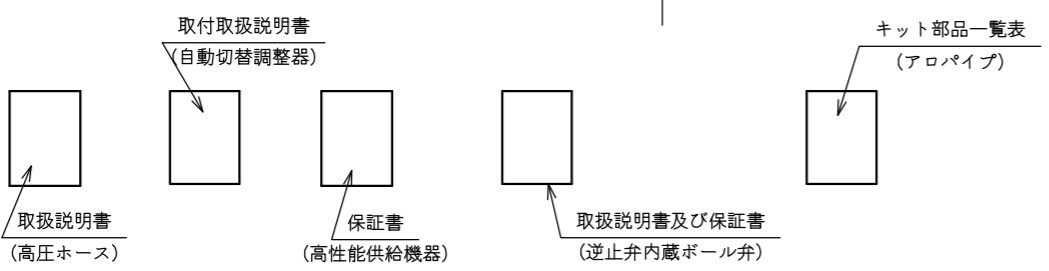 取付取扱説明書
(自動切替調整器)
キット部品一覧表
(アロパイプ)
取扱説明書
(高圧ホース)
保証書
(高性能供給機器)
取扱説明書及び保証書
(逆止弁内蔵ボール弁)